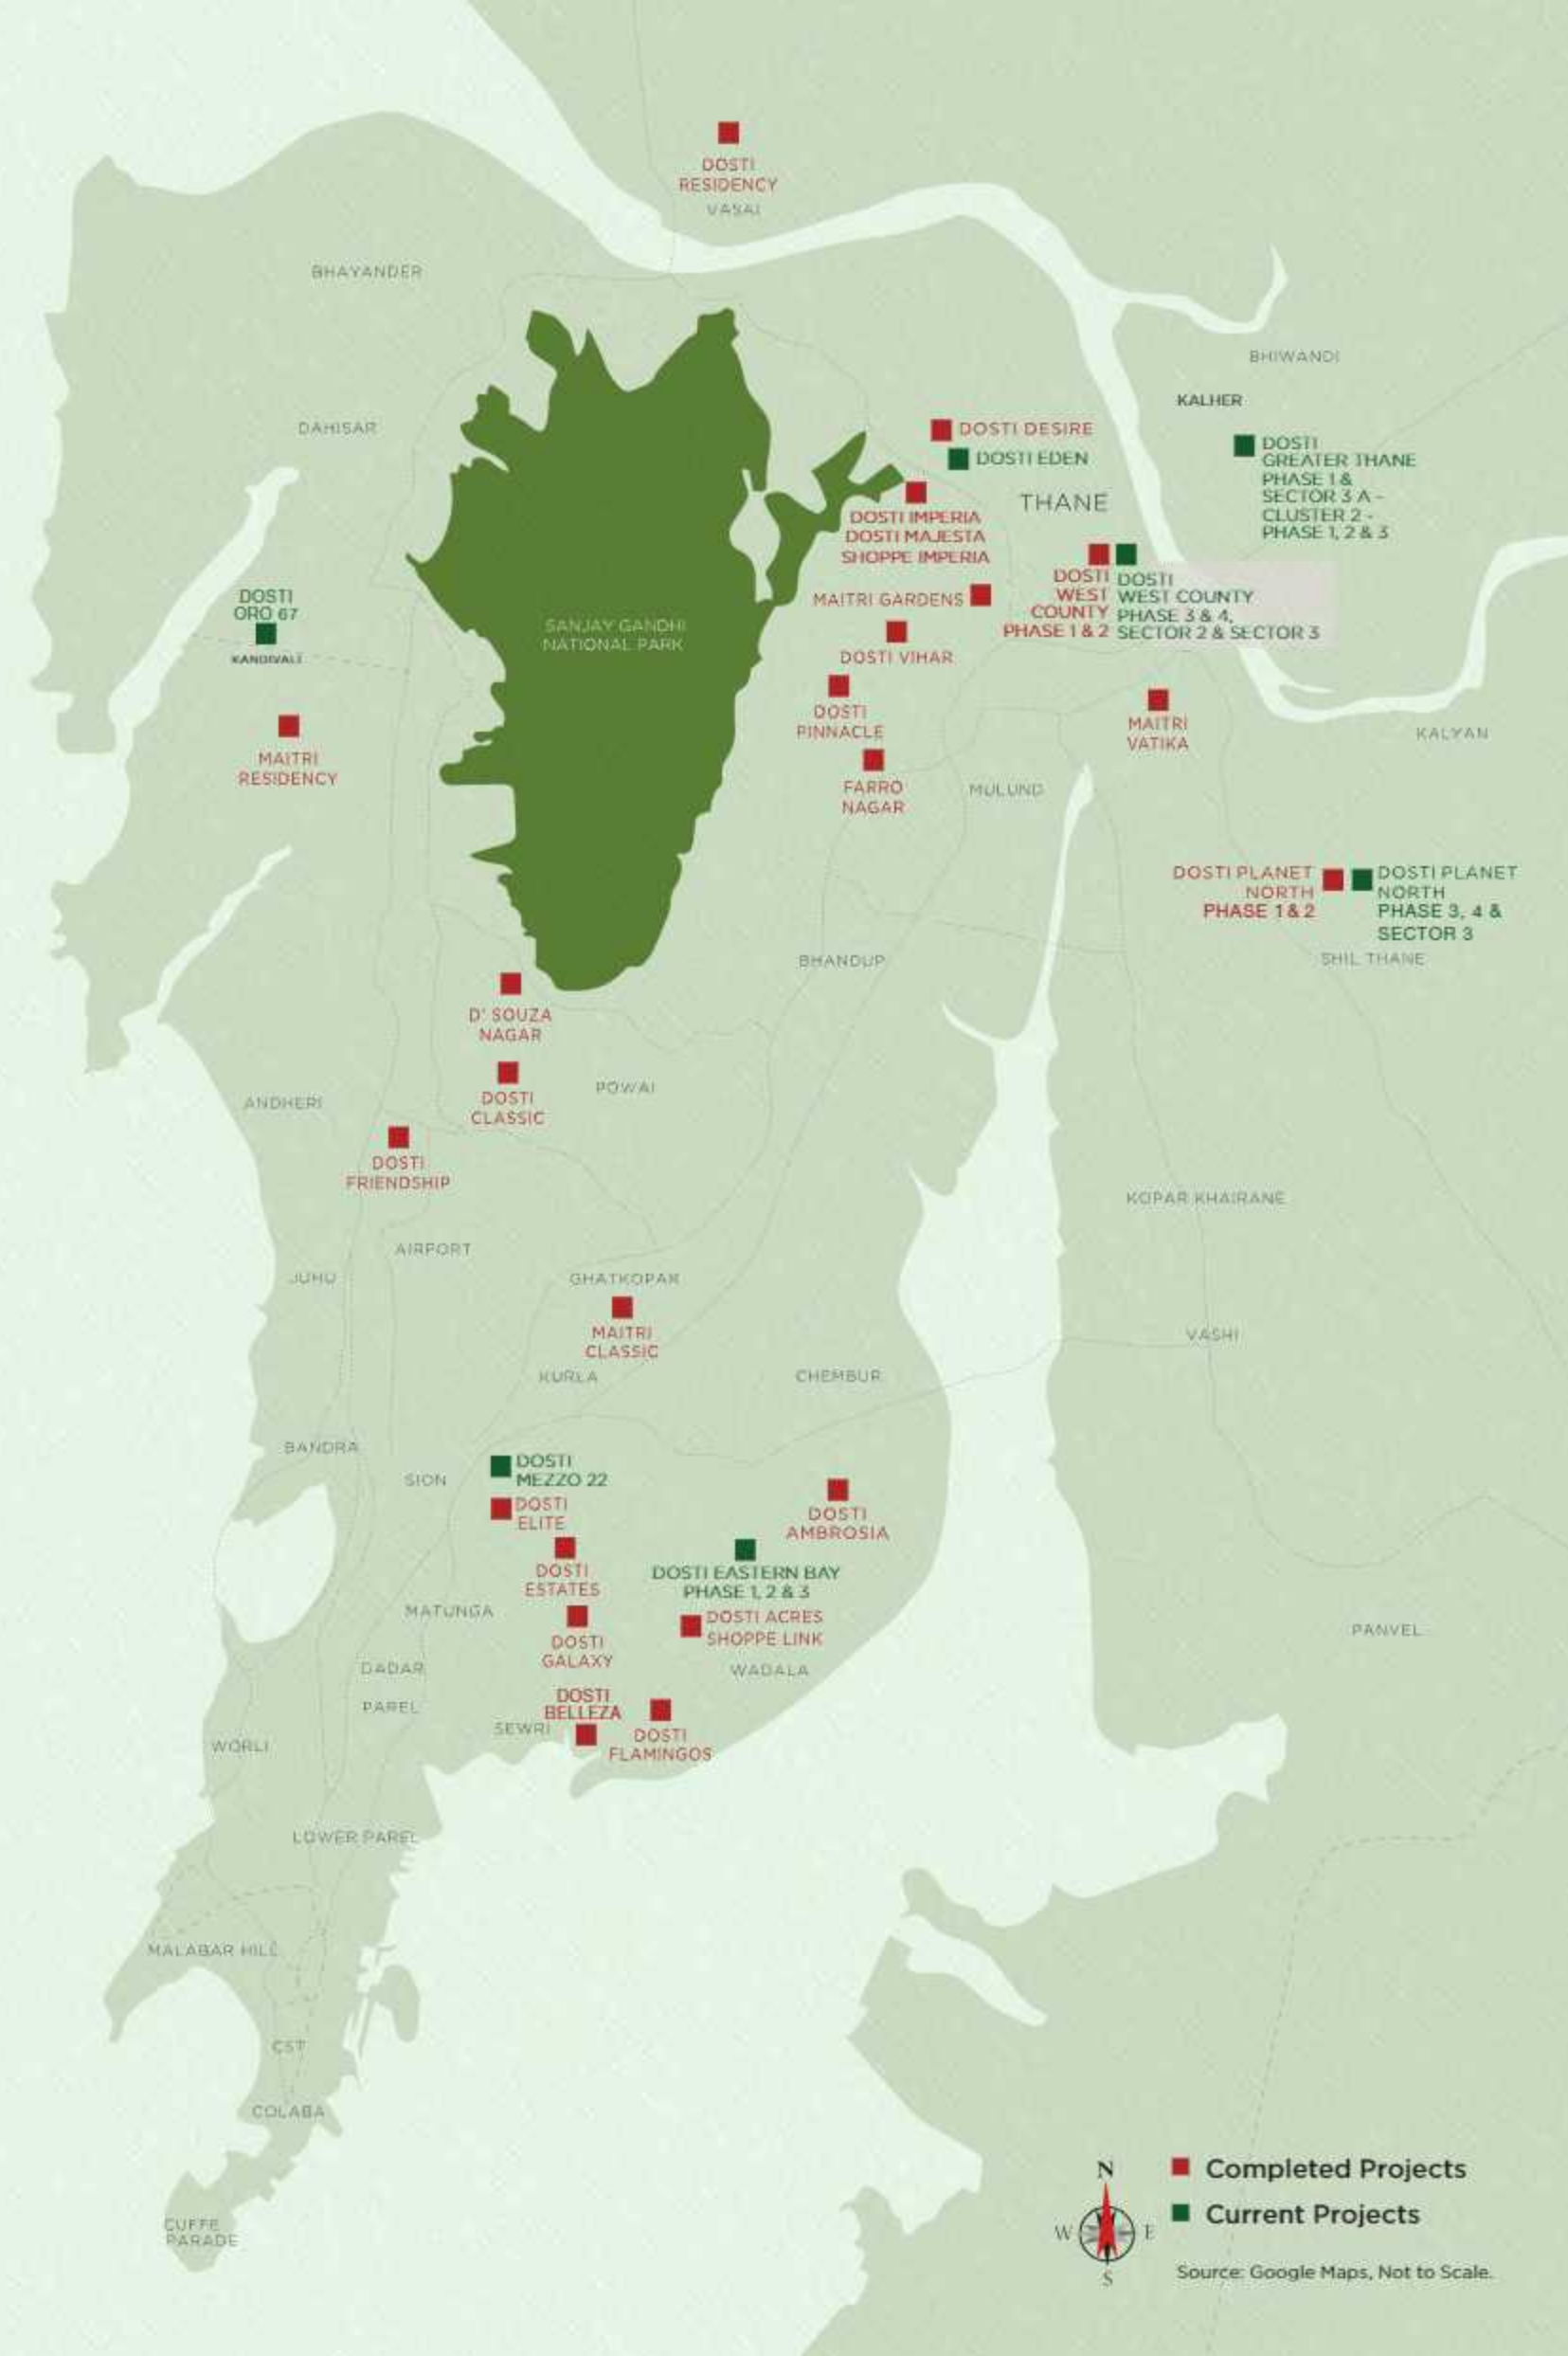 DOSTI
RESIDENCY
VASAI
BHAYANDER
BHIWANDI
KALHER
DAHISAR
DOSTI DESIRE
DOSTI EDEN
DOSTI
GREATER THANE
PHASE 1 &
SECTOR 3 A -
CLUSTER 2 -
PHASE 1, 2 & 3
THANE
DOSTI IMPERIA
DOSTI MAJESTA
SHOPPE IMPERIA
DOSTI
WEST
COUNTY
PHASE 1 & 2
DOSTI
WEST COUNTY
PHASE 3 & 4,
SECTOR 2 & SECTOR 3
MAITRI GARDENS
DOSTI
ORO 67
KANDIVALI
SANJAY GANDHI
NATIONAL PARK
DOSTI VIHAR
DOSTI
PINNACLE
MAITRI
VATIKA
KALYAN
MAITRI
RESIDENCY
FARRO
NAGAR
MULUND
DOSTI PLANET
NORTH
PHASE 1 & 2
DOSTI PLANET
NORTH
PHASE 3, 4 &
SECTOR 3
SHIL THANE
BHANDUP
D' SOUZA
NAGAR
DOSTI
CLASSIC
POWAI
ANDHERI
DOSTI
FRIENDSHIP
KOPAR KHAIRANE
AIRPORT
JUHU
GHATKOPAR
MAITRI
CLASSIC
VASHI
KURLA
CHEMBUR
BANDRA
SION
DOSTI
MEZZO 22
DOSTI
ELITE
DOSTI
AMBROSIA
DOSTI
ESTATES
DOSTI EASTERN BAY
PHASE 1, 2 & 3
MATUNGA
DOSTI ACRES
SHOPPE LINK
DOSTI
GALAXY
PANVEL
DADAR
WADALA
PAREL
DOSTI
BELLEZA
SEWRI
DOSTI
FLAMINGOS
WORLI
LOWER PAREL
MALABAR HILL
CST
COLABA
CUFFE
PARADE
N
W
E
S
Completed Projects
Current Projects
Source: Google Maps, Not to Scale.